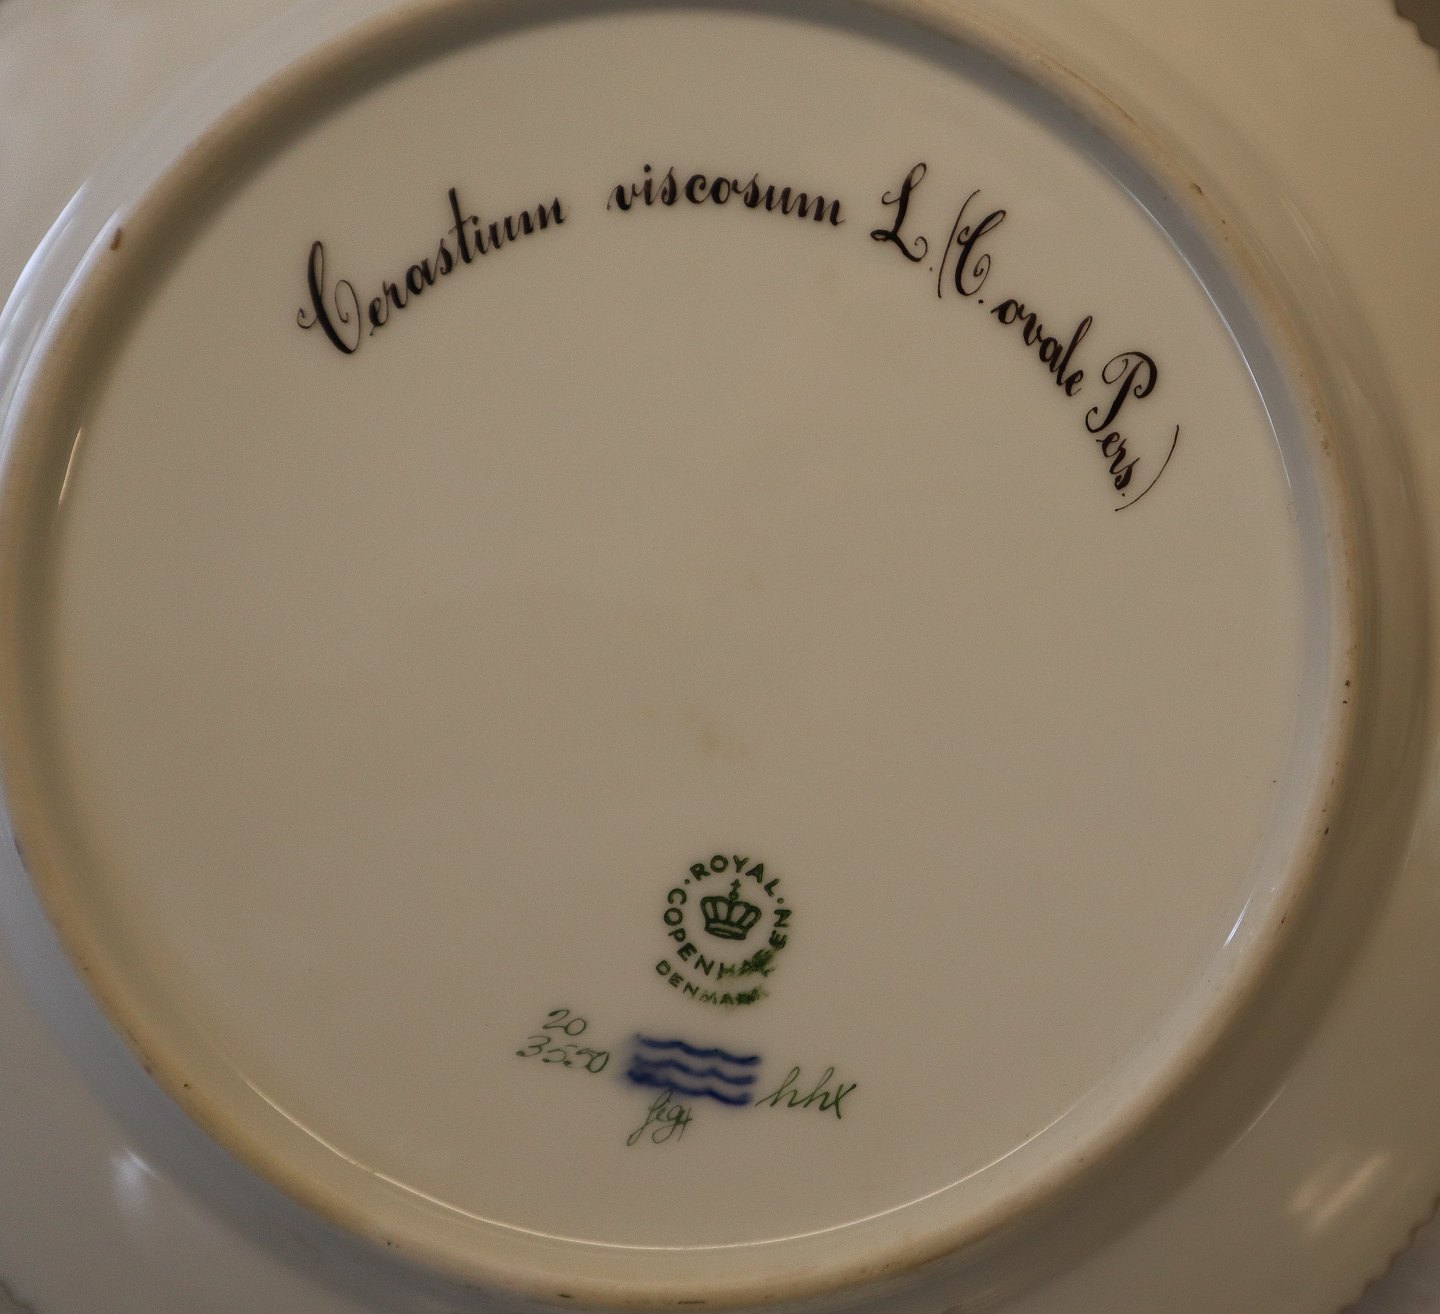 Cerastium viscosum L. (C. ovale Pers.)
ROYAL · COPENHAGEN ·
DENMARK
20
3550
hhX